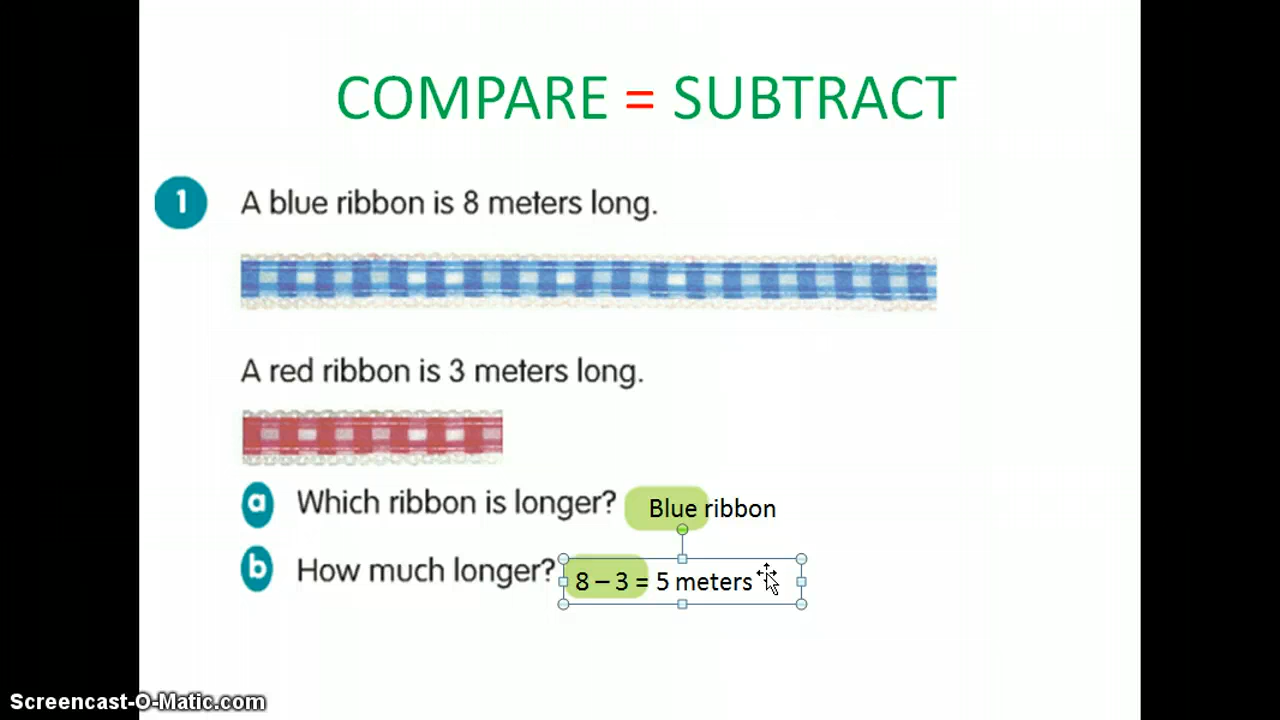 COMPARE = SUBTRACT
1 A blue ribbon is 8 meters long.
A red ribbon is 3 meters long.
a Which ribbon is longer? Blue ribbon
b How much longer? 8 – 3 = 5 meters
Screencast-O-Matic.com